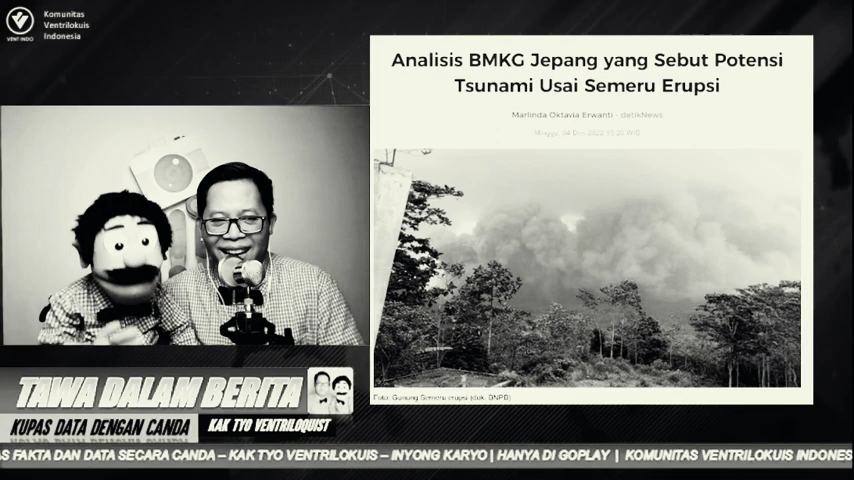 Komunitas
Ventrilokuis
Indonesia
VENT INDO
Analisis BMKG Jepang yang Sebut Potensi
Tsunami Usai Semeru Erupsi
Marlinda Oktavia Erwanti - detikNews
Minggu, 04 Des 2022 15:20 WIB
Foto: Gunung Semeru erupsi (dok. BNPB)
TAWA DALAM BERITA
KUPAS DATA DENGAN CANDA
KAK TYO VENTRILOQUIST
AS FAKTA DAN DATA SECARA CANDA – KAK TYO VENTRILOKUIS – INYONG KARYO | HANYA DI GOPLAY | KOMUNITAS VENTRILOKUIS INDONES